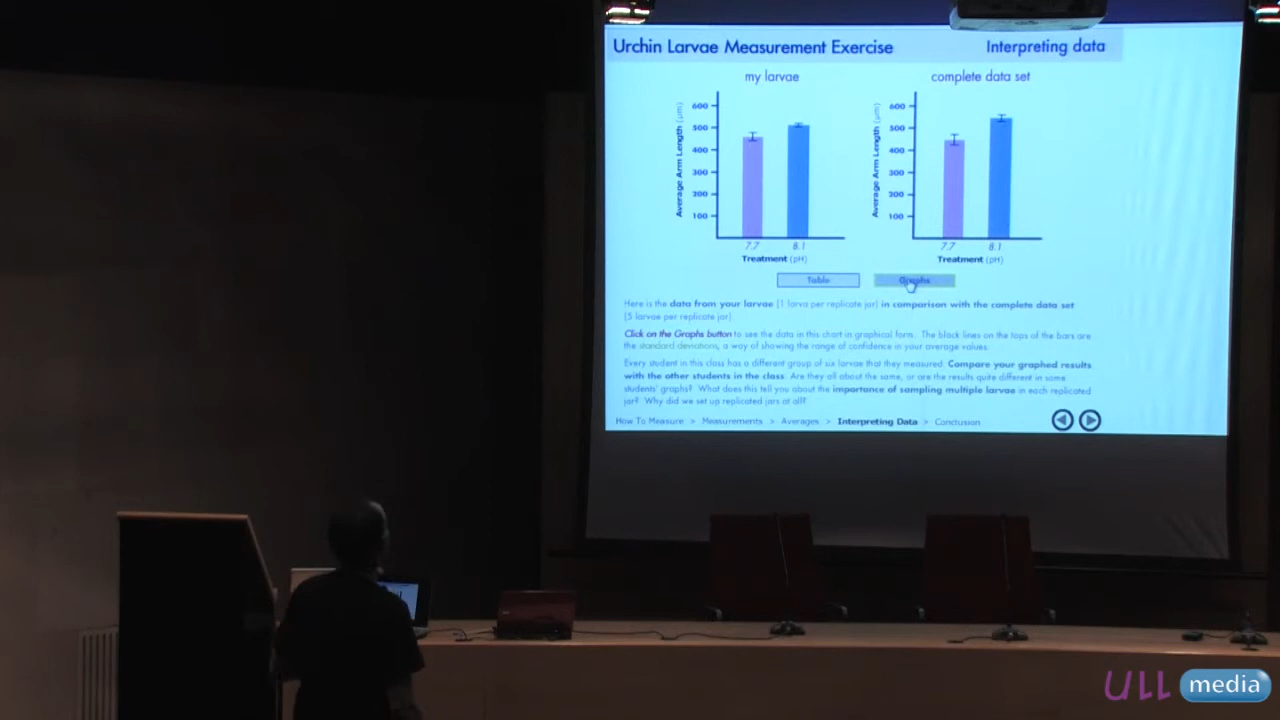 Urchin Larvae Measurement Exercise
Interpreting data
my larvae
complete data set
600
500
400
300
200
100
Average Arm Length (µm)
7.7
8.1
Treatment (pH)
600
500
400
300
200
100
Average Arm Length (µm)
7.7
8.1
Treatment (pH)
Table
Graphs
Here is the data from your larvae (1 larva per replicate jar) in comparison with the complete data set
(5 larvae per replicate jar).
Click on the Graphs button to see the data in this chart in graphical form. The black lines on the tops of the bars are
the standard deviations, a way of showing the range of confidence in your average values.
Every student in this class has a different group of six larvae that they measured. Compare your graphed results
with the other students in the class. Are they all about the same, or are the results quite different in some
students' graphs? What does this tell you about the importance of sampling multiple larvae in each replicated
jar? Why did we set up replicated jars at all?
How To Measure > Measurements > Averages > Interpreting Data > Conclusion
ULL media